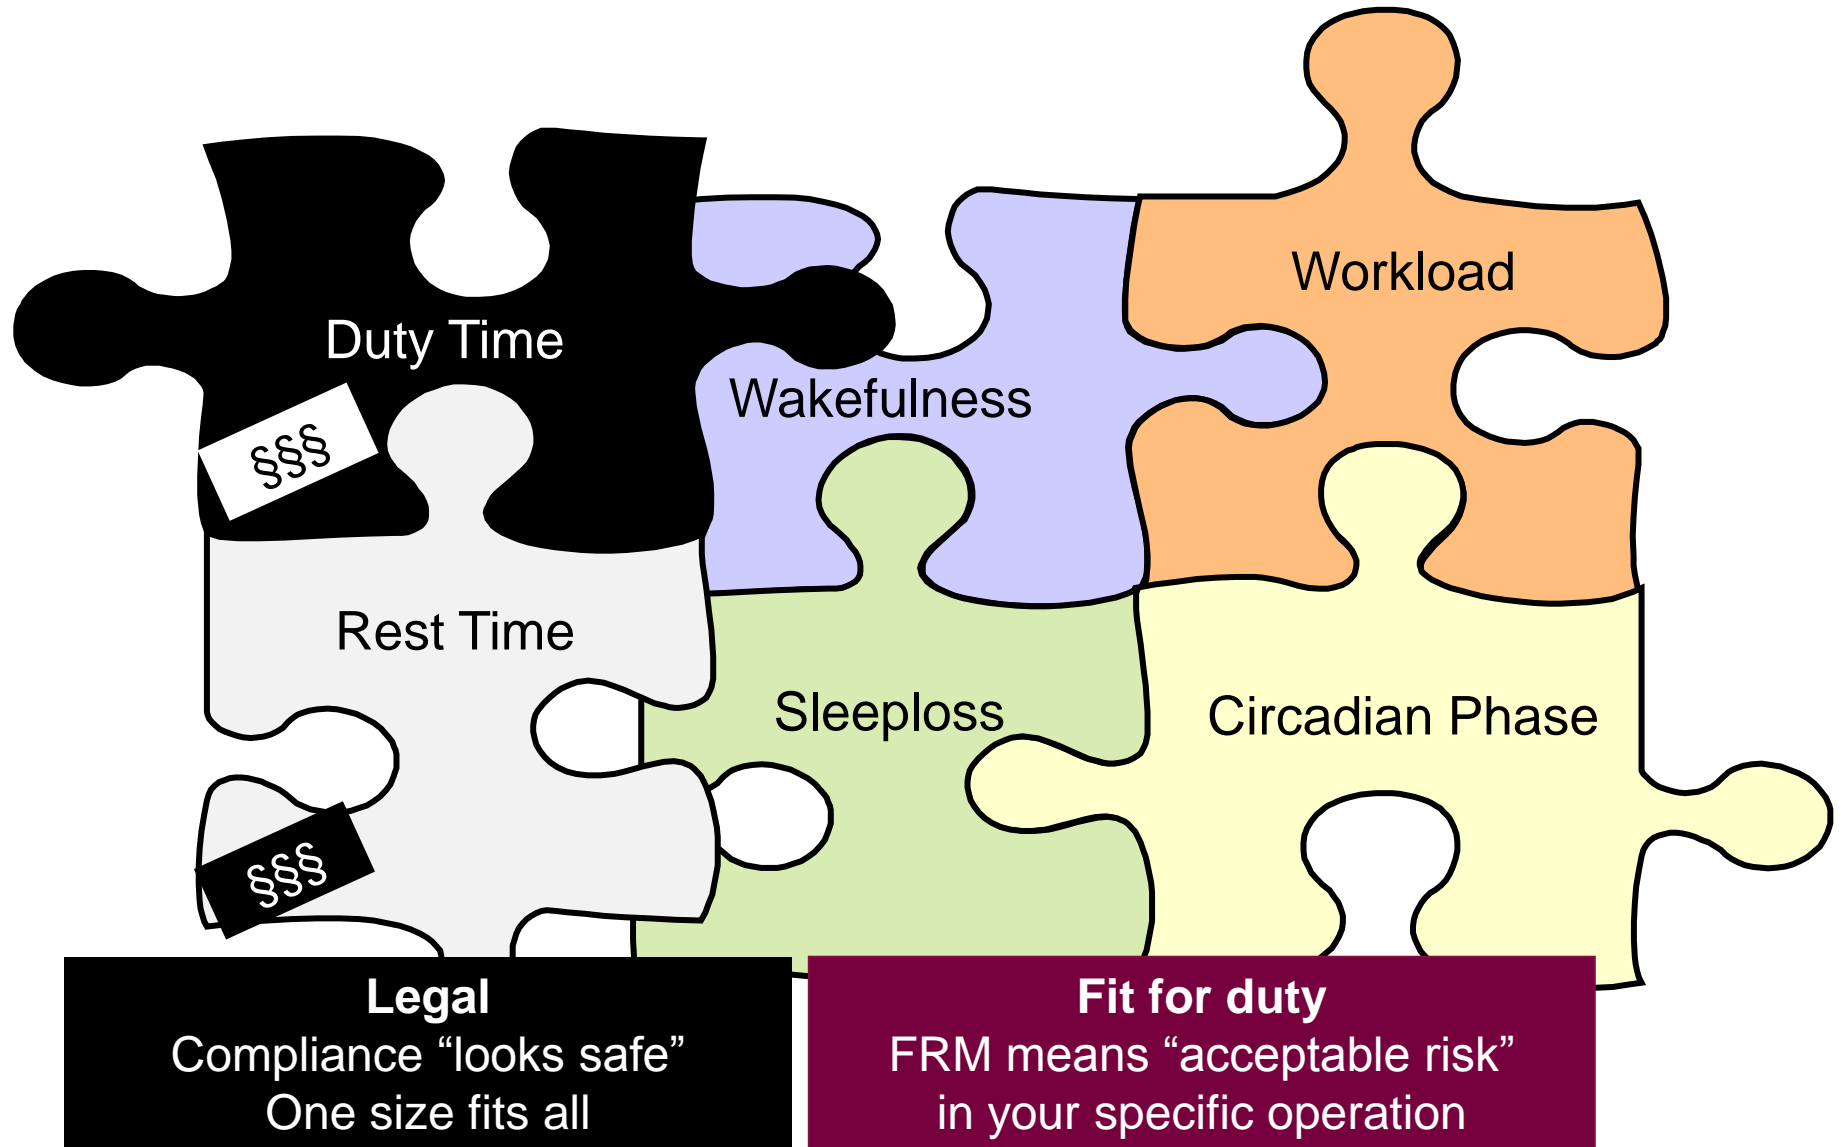 Workload
Duty Time
Wakefulness
§§§
Rest Time
Sleeploss
Circadian Phase
§§§
Legal
Compliance “looks safe”
One size fits all
Fit for duty
FRM means “acceptable risk”
in your specific operation